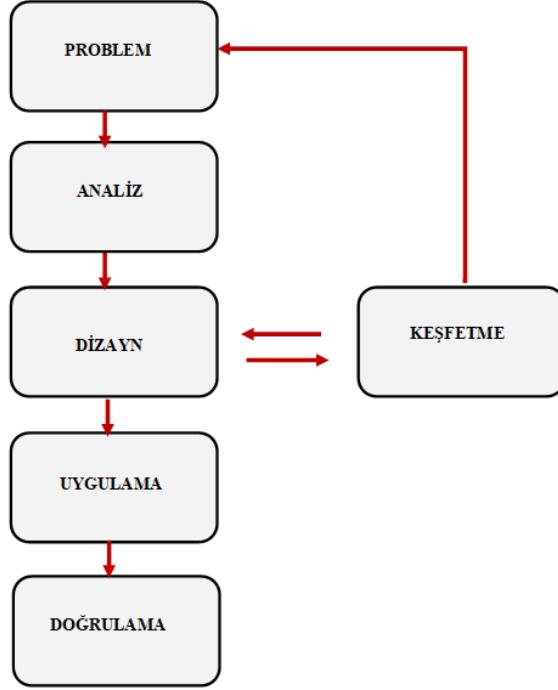 PROBLEM
ANALİZ
DİZAYN
KEŞFETME
UYGULAMA
DOĞRULAMA